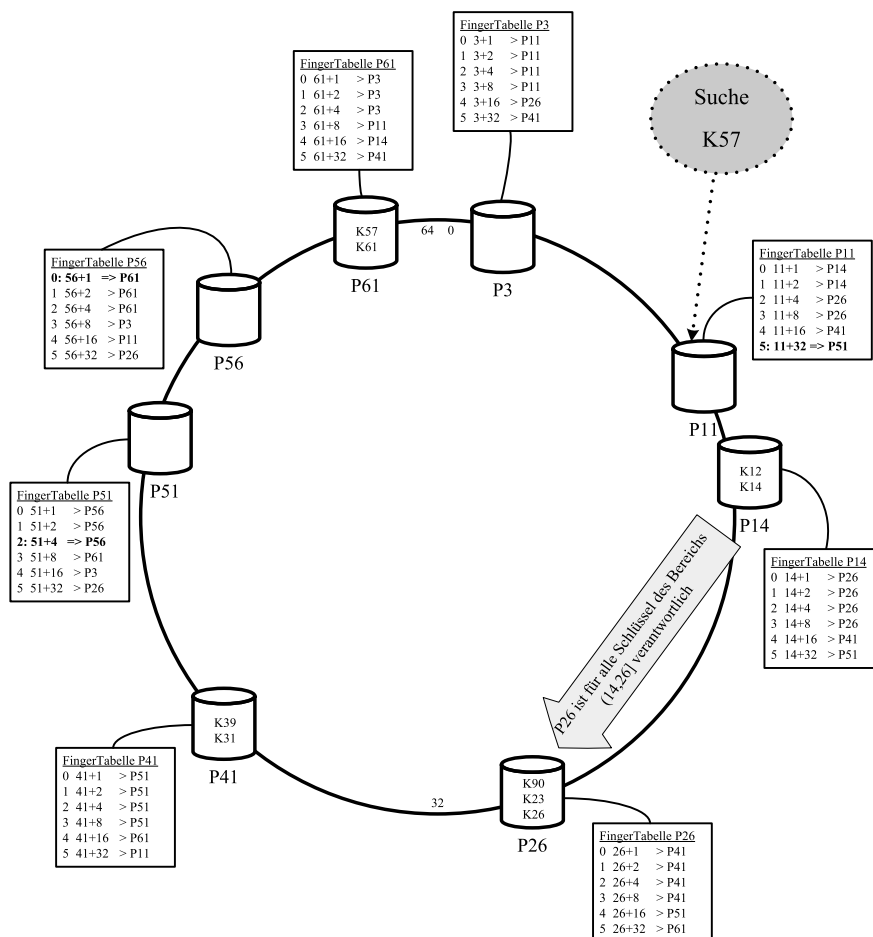 FingerTabelle P3
0 3+1 > P11
1 3+2 > P11
2 3+4 > P11
3 3+8 > P11
4 3+16 > P26
5 3+32 > P41
FingerTabelle P61
0 61+1 > P3
1 61+2 > P3
2 61+4 > P3
3 61+8 > P11
4 61+16 > P14
5 61+32 > P41
Suche
K57
K57
K61
P61
64 0
P3
FingerTabelle P56
0: 56+1 => P61
1 56+2 > P61
2 56+4 > P61
3 56+8 > P3
4 56+16 > P11
5 56+32 > P26
P56
FingerTabelle P11
0 11+1 > P14
1 11+2 > P14
2 11+4 > P26
3 11+8 > P26
4 11+16 > P41
5: 11+32 => P51
P11
P51
K12
K14
P14
FingerTabelle P51
0 51+1 > P56
1 51+2 > P56
2: 51+4 => P56
3 51+8 > P61
4 51+16 > P3
5 51+32 > P26
FingerTabelle P14
0 14+1 > P26
1 14+2 > P26
2 14+4 > P26
3 14+8 > P26
4 14+16 > P41
5 14+32 > P51
P26 ist für alle Schlüssel des Bereichs
(14,26] verantwortlich
K39
K31
P41
FingerTabelle P41
0 41+1 > P51
1 41+2 > P51
2 41+4 > P51
3 41+8 > P51
4 41+16 > P61
5 41+32 > P11
32
K90
K23
K26
P26
FingerTabelle P26
0 26+1 > P41
1 26+2 > P41
2 26+4 > P41
3 26+8 > P41
4 26+16 > P51
5 26+32 > P61